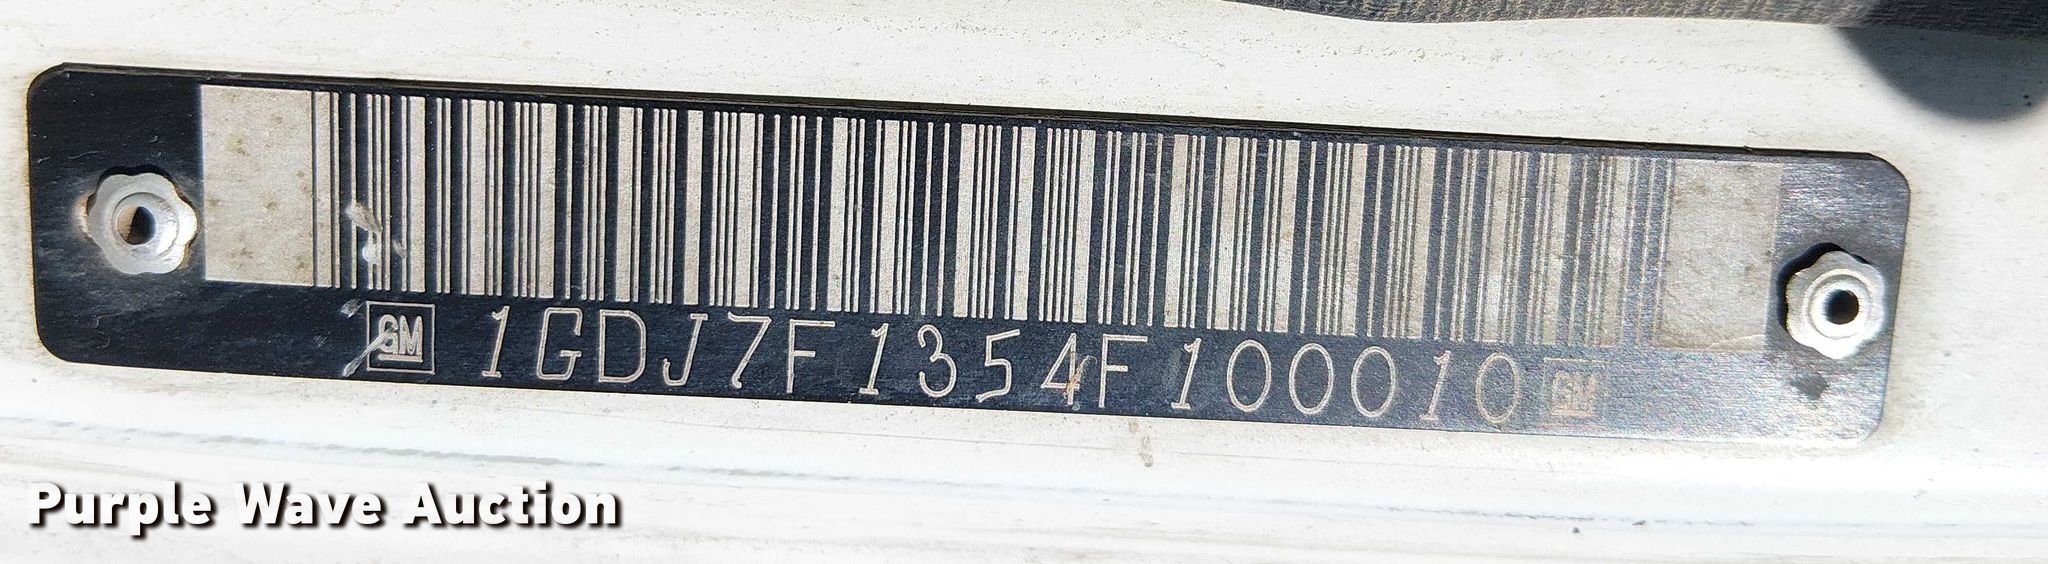 GM 1GDJ7F1354F100010 GM
Purple Wave Auction